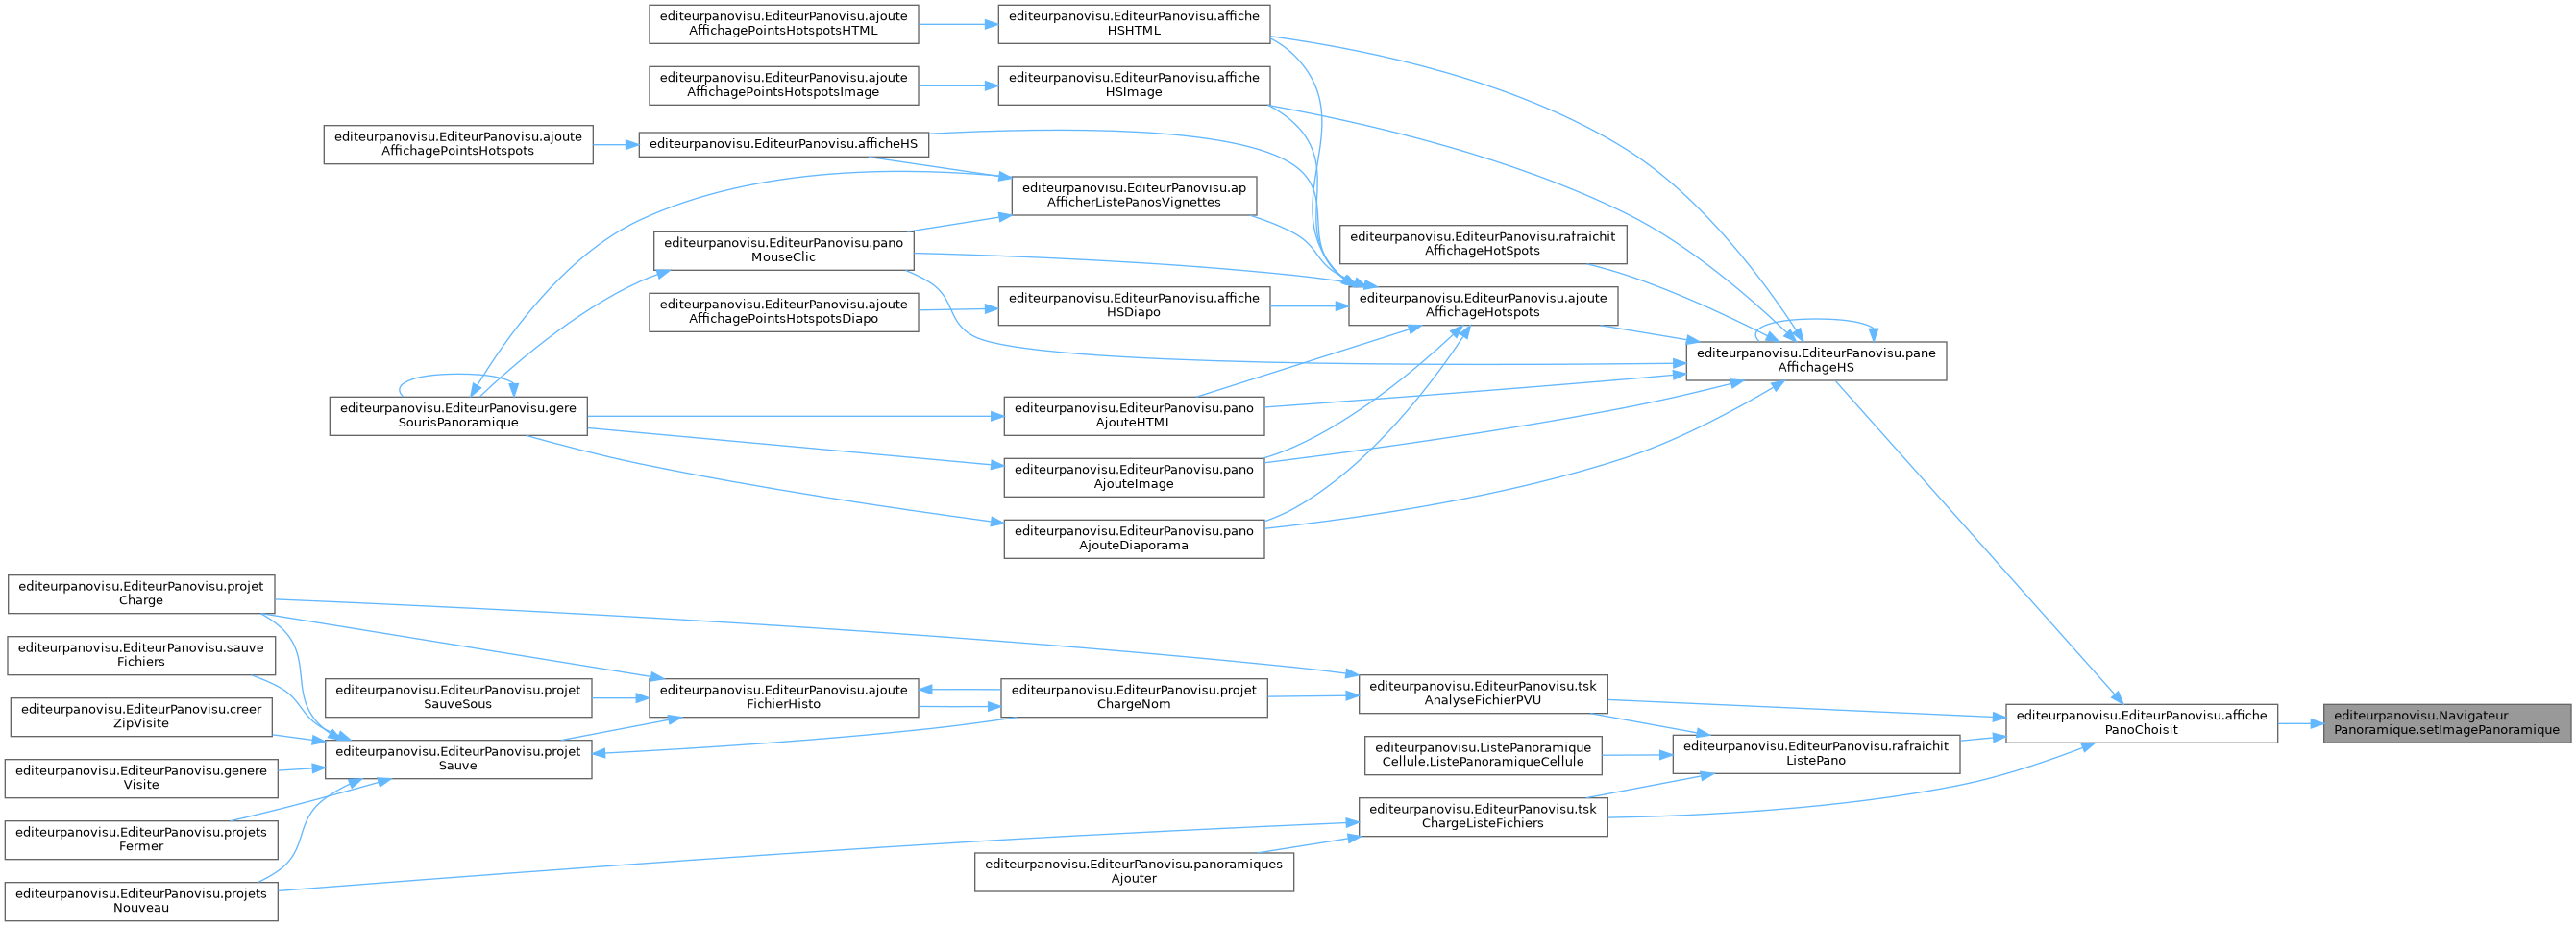 editeurpanovisu.EditeurPanovisu.ajoute
AffichagePointsHotspotsHTML
editeurpanovisu.EditeurPanovisu.affiche
HSHTML
editeurpanovisu.EditeurPanovisu.ajoute
AffichagePointsHotspotsImage
editeurpanovisu.EditeurPanovisu.affiche
HSImage
editeurpanovisu.EditeurPanovisu.ajoute
AffichagePointsHotspots
editeurpanovisu.EditeurPanovisu.afficheHS
editeurpanovisu.EditeurPanovisu.ap
AfficherListePanosVignettes
editeurpanovisu.EditeurPanovisu.pano
MouseClic
editeurpanovisu.EditeurPanovisu.rafraichit
AffichageHotSpots
editeurpanovisu.EditeurPanovisu.ajoute
AffichagePointsHotspotsDiapo
editeurpanovisu.EditeurPanovisu.affiche
HSDiapo
editeurpanovisu.EditeurPanovisu.ajoute
AffichageHotspots
editeurpanovisu.EditeurPanovisu.pane
AffichageHS
editeurpanovisu.EditeurPanovisu.gere
SourisPanoramique
editeurpanovisu.EditeurPanovisu.pano
AjouteHTML
editeurpanovisu.EditeurPanovisu.pano
AjouteImage
editeurpanovisu.EditeurPanovisu.pano
AjouteDiaporama
editeurpanovisu.EditeurPanovisu.projet
Charge
editeurpanovisu.EditeurPanovisu.sauve
Fichiers
editeurpanovisu.EditeurPanovisu.projet
SauveSous
editeurpanovisu.EditeurPanovisu.ajoute
FichierHisto
editeurpanovisu.EditeurPanovisu.projet
ChargeNom
editeurpanovisu.EditeurPanovisu.tsk
AnalyseFichierPVU
editeurpanovisu.EditeurPanovisu.creer
ZipVisite
editeurpanovisu.EditeurPanovisu.affiche
PanoChoisit
editeurpanovisu.Navigateur
Panoramique.setImagePanoramique
editeurpanovisu.EditeurPanovisu.projet
Sauve
editeurpanovisu.ListePanoramique
Cellule.ListePanoramiqueCellule
editeurpanovisu.EditeurPanovisu.rafraichit
ListePano
editeurpanovisu.EditeurPanovisu.genere
Visite
editeurpanovisu.EditeurPanovisu.tsk
ChargeListeFichiers
editeurpanovisu.EditeurPanovisu.projets
Fermer
editeurpanovisu.EditeurPanovisu.panoramiques
Ajouter
editeurpanovisu.EditeurPanovisu.projets
Nouveau